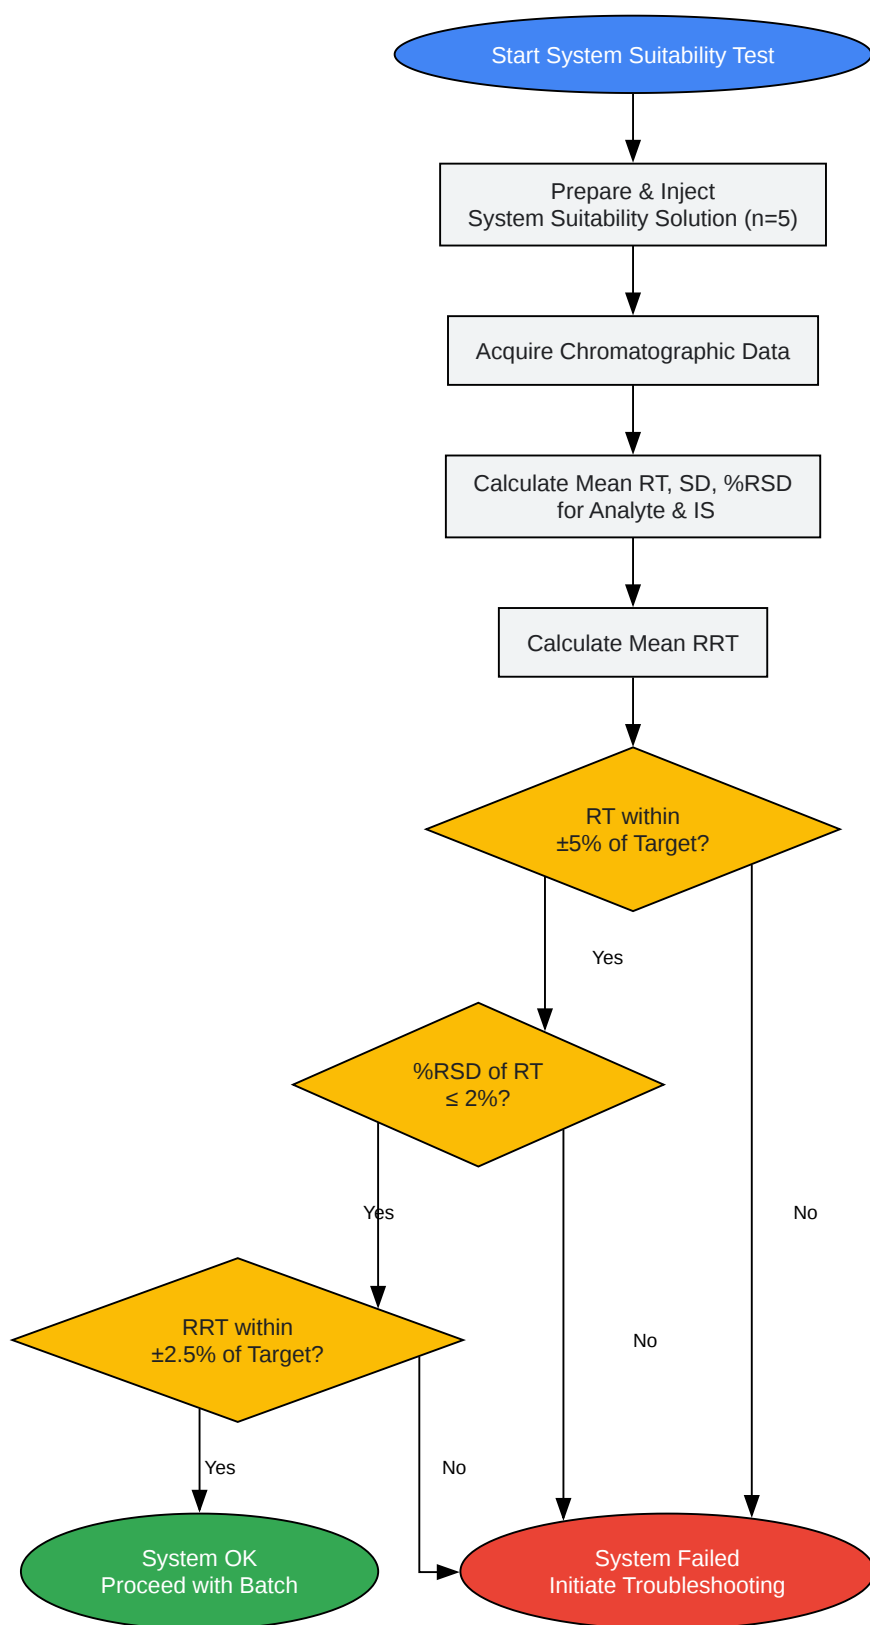 Start System Suitability Test
Prepare & Inject
System Suitability Solution (n=5)
Acquire Chromatographic Data
Calculate Mean RT, SD, %RSD
for Analyte & IS
Calculate Mean RRT
RT within
±5% of Target?
Yes
%RSD of RT
≤ 2%?
Yes
No
RRT within
±2.5% of Target?
No
Yes
No
System OK
Proceed with Batch
System Failed
Initiate Troubleshooting